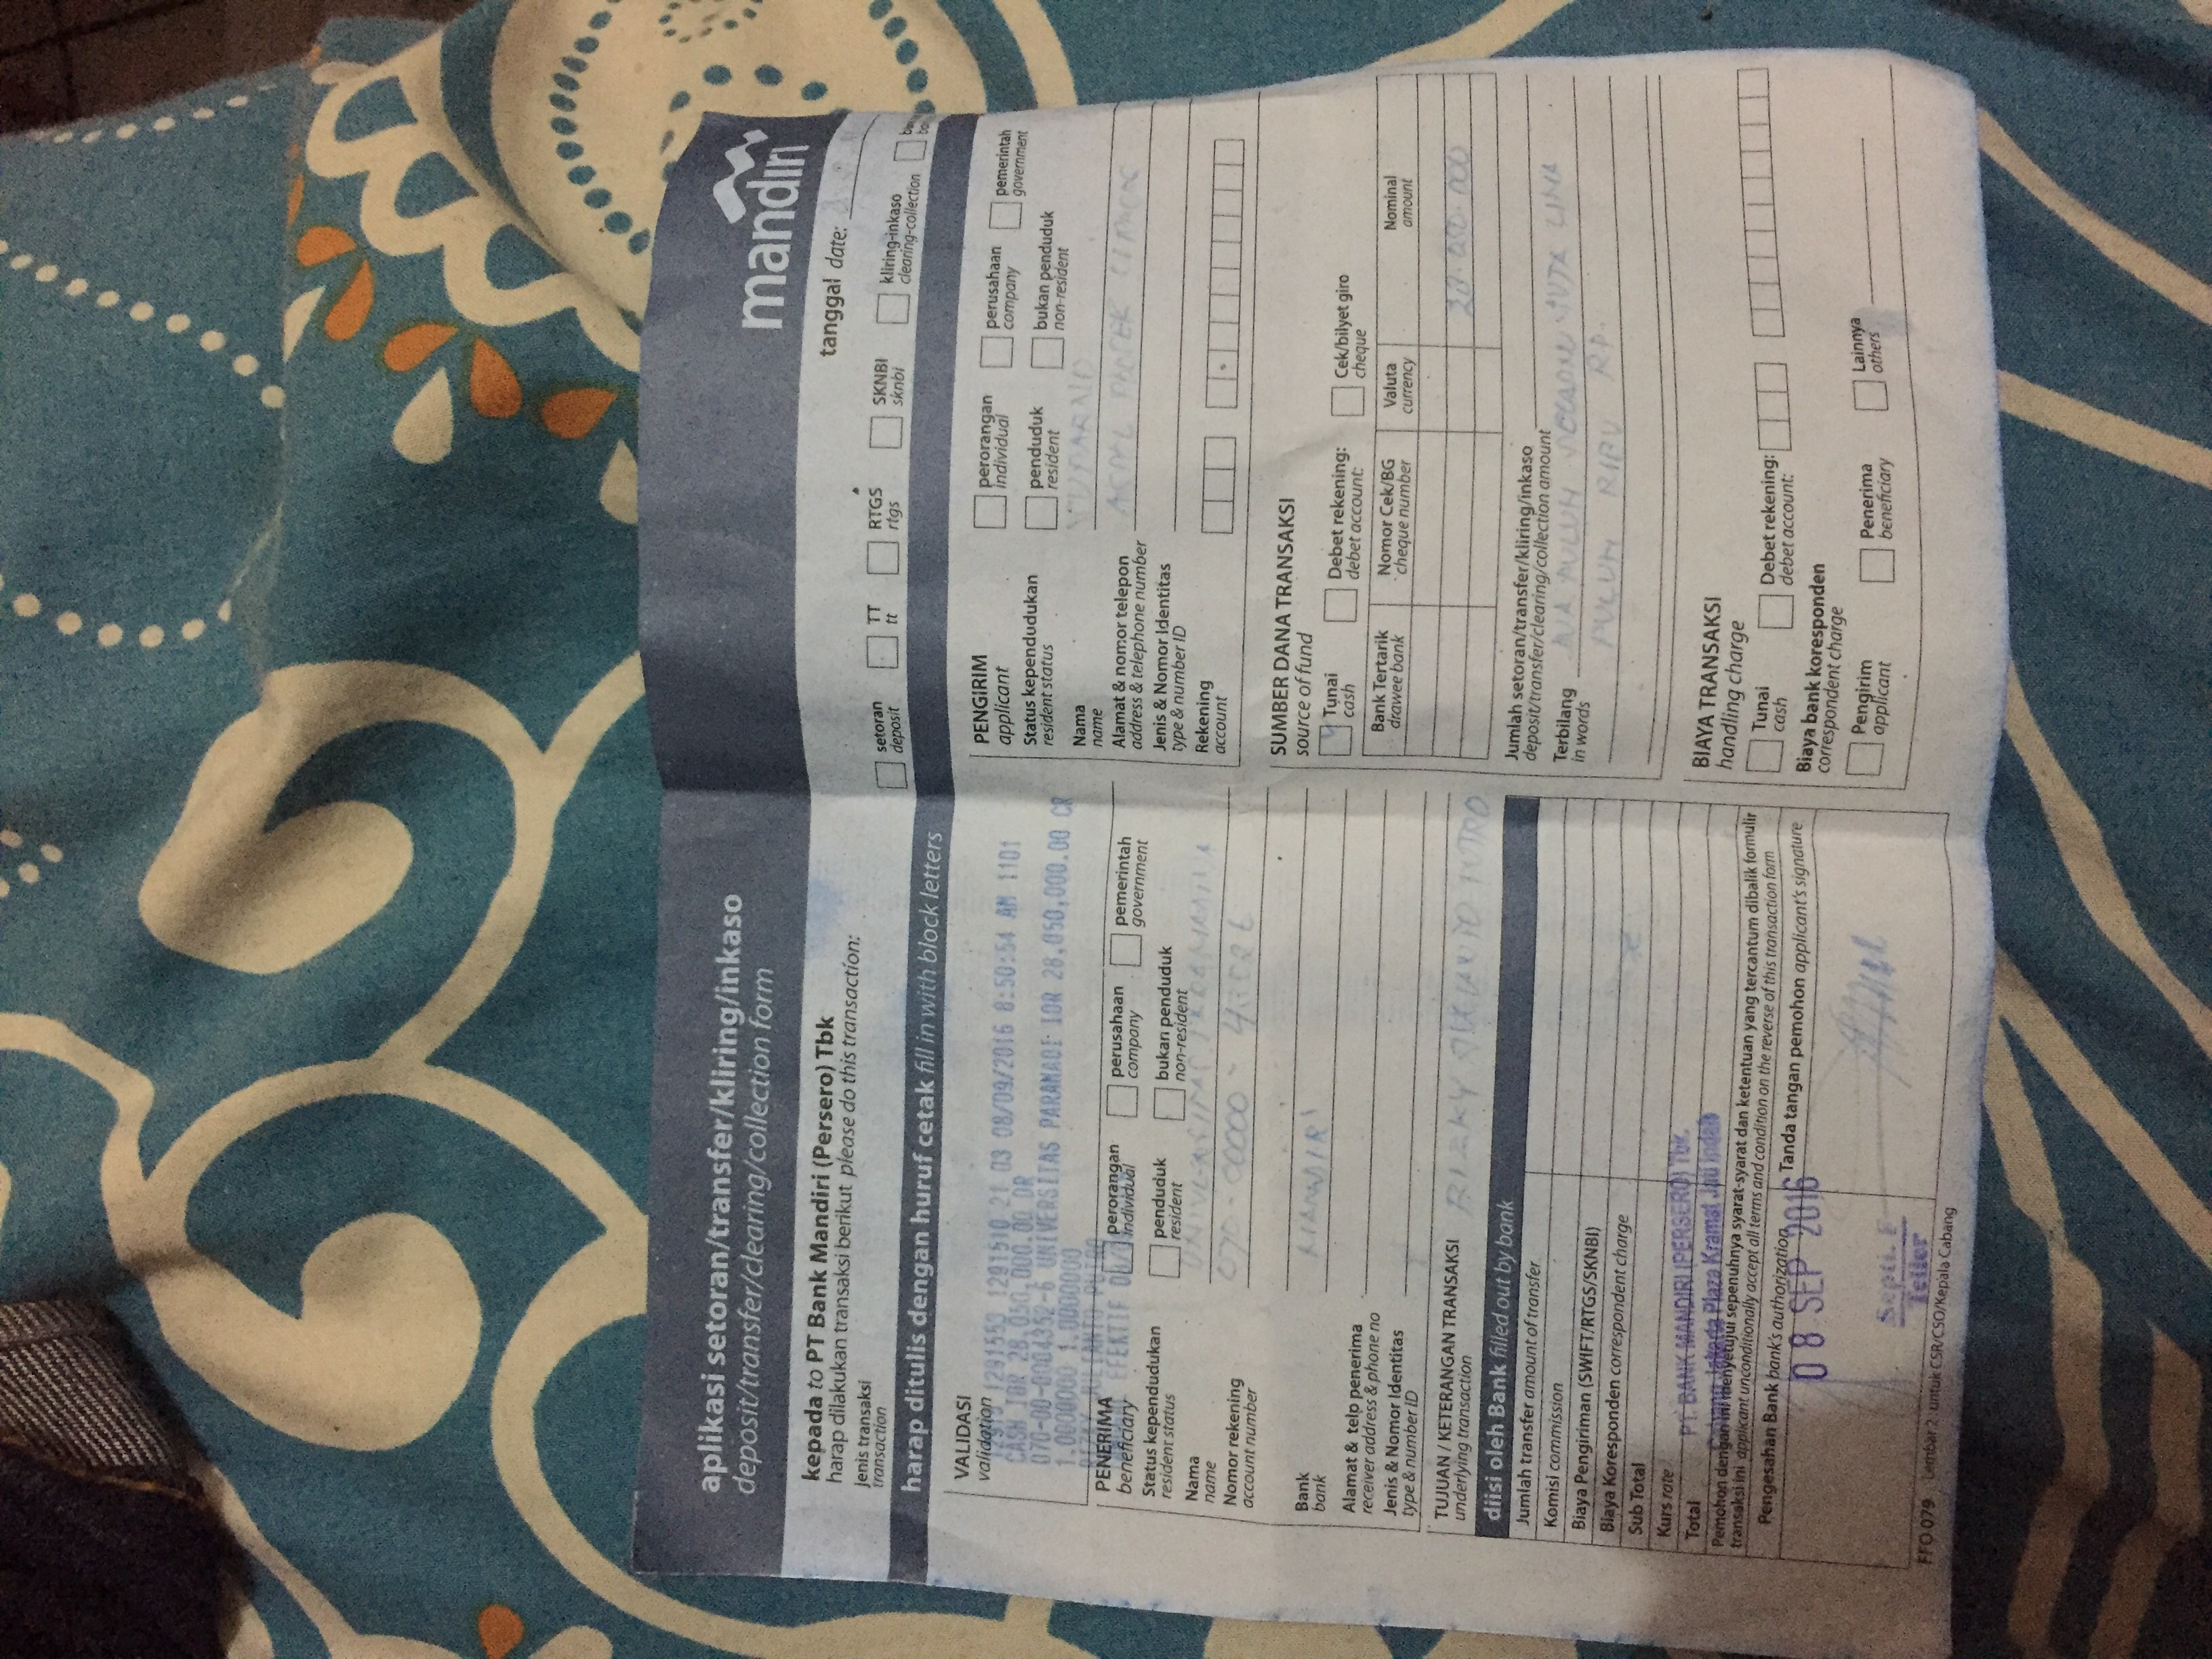 aplikasi setoran/transfer/kliring/inkaso
deposit/transfer/clearing/collection form
mandiri
kepada to PT Bank Mandiri (Persero) Tbk
harap dilakukan transaksi berikut please do this transaction:
tanggal date:
Jenis transaksi
transaction
setoran
deposit
TT
tt
RTGS
rtgs
SKNBI
sknbi
kliring-inkaso
clearing-collection
harap ditulis dengan huruf cetak fill in with block letters
VALIDASI
validation
1291553 1291510 21 03 08/09/2016 8:50:54 AM 1101
CASH IDR 28,050,000.00 DR
070-00-0004352-6 UNIVERSITAS PARAMADI IDR 28,050,000.00 CR
1.0000000 1.0000000
RIZKY JULIANTO PUTRO
EFEKTIF
PENERIMA
beneficiary
perorangan
individual
perusahaan
company
pemerintah
government
Status kependudukan
resident status
penduduk
resident
bukan penduduk
non-resident
Nama
name
UNIVERSITAS PARAMADINA
Nomor rekening
account number
070-00000-43526
Bank
bank
MANDIRI
Alamat & telp penerima
receiver address & phone no
Jenis & Nomor Identitas
type & number ID
TUJUAN / KETERANGAN TRANSAKSI
underlying transaction
RIZKY JULIANTO PUTRO
diisi oleh Bank filled out by bank
Jumlah transfer amount of transfer
Komisi commission
Biaya Pengiriman (SWIFT/RTGS/SKNBI)
Biaya Koresponden correspondent charge
Sub Total
Kurs rate
Total
PT. BANK MANDIRI (PERSERO) Tbk.
Cabang Jakarta Plaza Kramat Jati Indah
Pemohon dengan ini menyetujui sepenuhnya syarat-syarat dan ketentuan yang tercantum dibalik formulir
transaksi ini applicant unconditionally accept all terms and condition on the reverse of this transaction form
Pengesahan Bank bank's authorization
Tanda tangan pemohon applicant's signature
08 SEP 2016
Septi. F
Teller
FFO 079 Lembar 2 : untuk CSR/CSO/Kepala Cabang
PENGIRIM
applicant
perorangan
individual
perusahaan
company
pemerintah
government
Status kependudukan
resident status
penduduk
resident
bukan penduduk
non-resident
Nama
name
SUPARNO
Alamat & nomor telepon
address & telephone number
Jenis & Nomor Identitas
type & number ID
Rekening
account
SUMBER DANA TRANSAKSI
source of fund
Tunai
cash
Debet rekening:
debet account:
Cek/bilyet giro
cheque
Bank Tertarik
drawee bank
Nomor Cek/BG
cheque number
Valuta
currency
Nominal
amount
28.050.000
Jumlah setoran/transfer/kliring/inkaso
deposit/transfer/clearing/collection amount
Terbilang
in words
DUA PULUH DELAPAN JUTA LIMA
PULUH RIBU RP.
BIAYA TRANSAKSI
handling charge
Tunai
cash
Debet rekening:
debet account:
Biaya bank koresponden
correspondent charge
Pengirim
applicant
Penerima
beneficiary
Lainnya
others